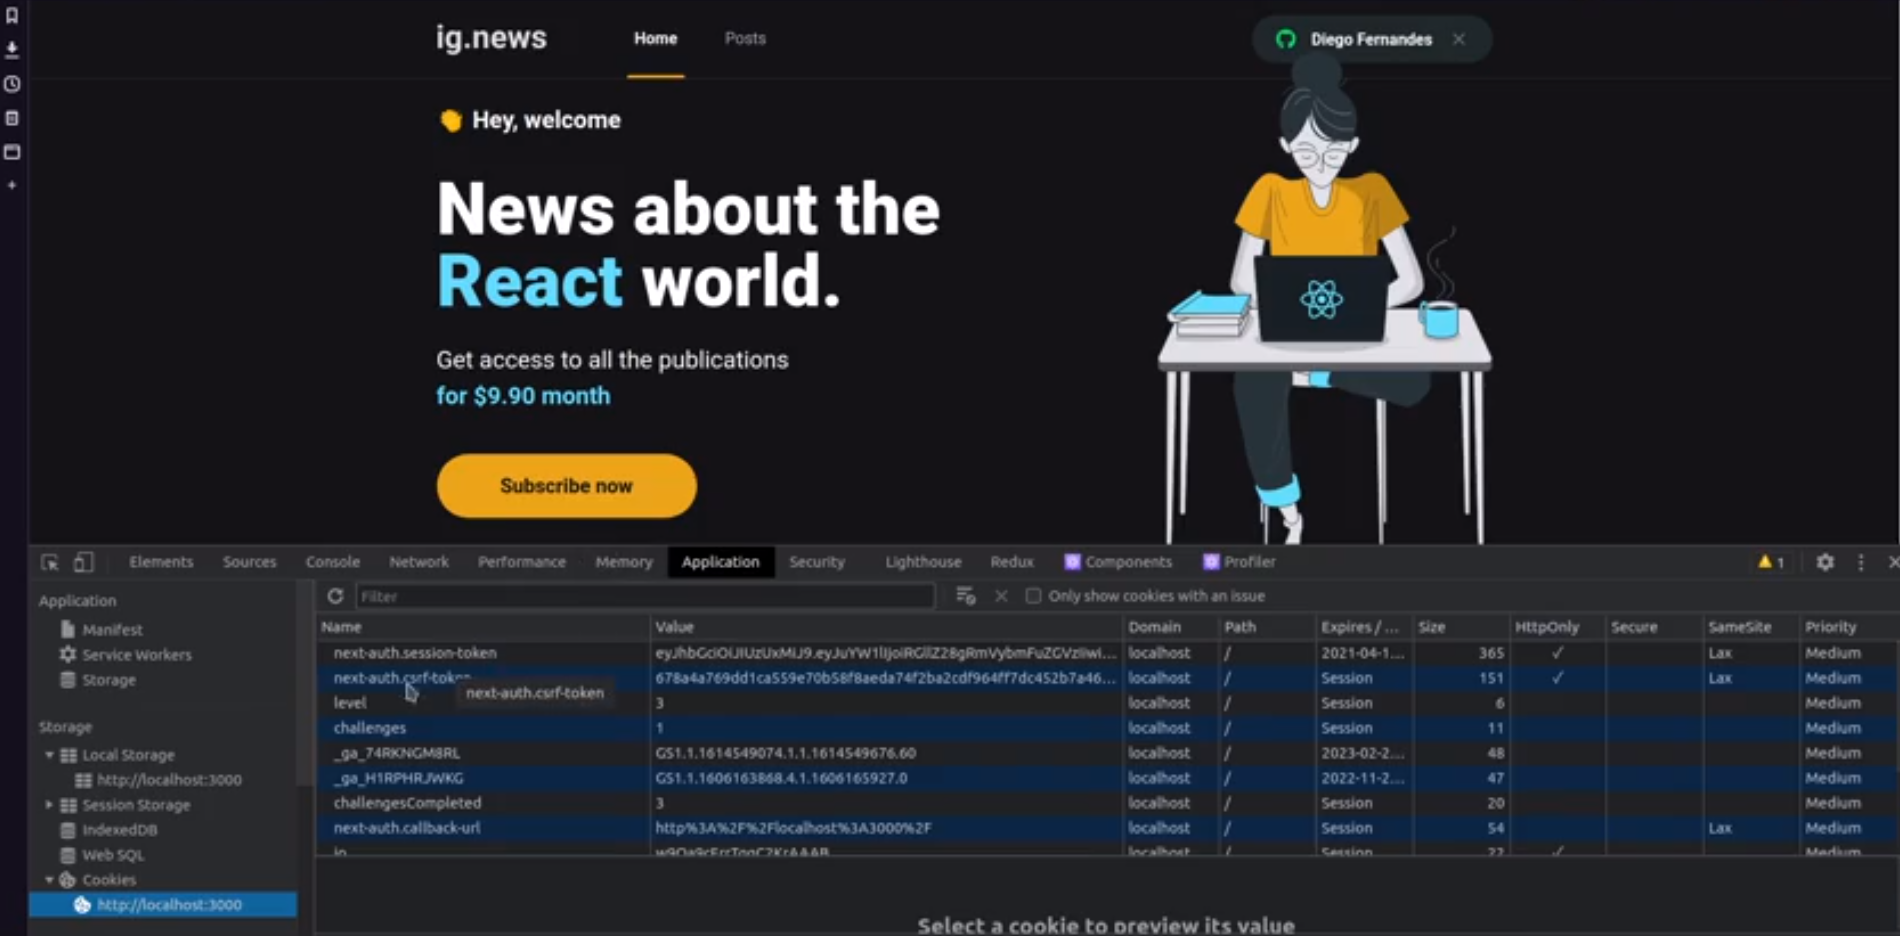 ig.news Home Posts Diego Fernandes ×
👏 Hey, welcome
News about the
React world.
Get access to all the publications
for $9.90 month
Subscribe now
Elements Sources Console Network Performance Memory Application Security Lighthouse Redux Components Profiler 1
Application
Manifest
Service Workers
Storage
Storage
Local Storage
http://localhost:3000
Session Storage
IndexedDB
Web SQL
Cookies
http://localhost:3000
Filter Only show cookies with an issue
Name Value Domain Path Expires / ... Size HttpOnly Secure SameSite Priority
next-auth.session-token localhost / 2021-04-1... 365 ✓ Lax Medium
next-auth.csrf-token 678a4a769dd1ca559e70b58f8aeda74f2ba2cdf964ff7dc452b7a46... localhost / Session 151 ✓ Lax Medium
next-auth.csrf-token
level 3 localhost / Session 6 Medium
challenges 1 localhost / Session 11 Medium
_ga_74RKNGM8RL GS1.1.1614549074.1.1.1614549676.60 localhost / 2023-02-2... 48 Medium
_ga_H1RPHRJWKG GS1.1.1606163868.4.1.1606165927.0 localhost / 2022-11-2... 47 Medium
challengesCompleted 3 localhost / Session 20 Medium
next-auth.callback-url http%3A%2F%2Flocalhost%3A3000%2F localhost / Session 54 Lax Medium
io localhost / Session 22 ✓ Medium
Select a cookie to preview its value